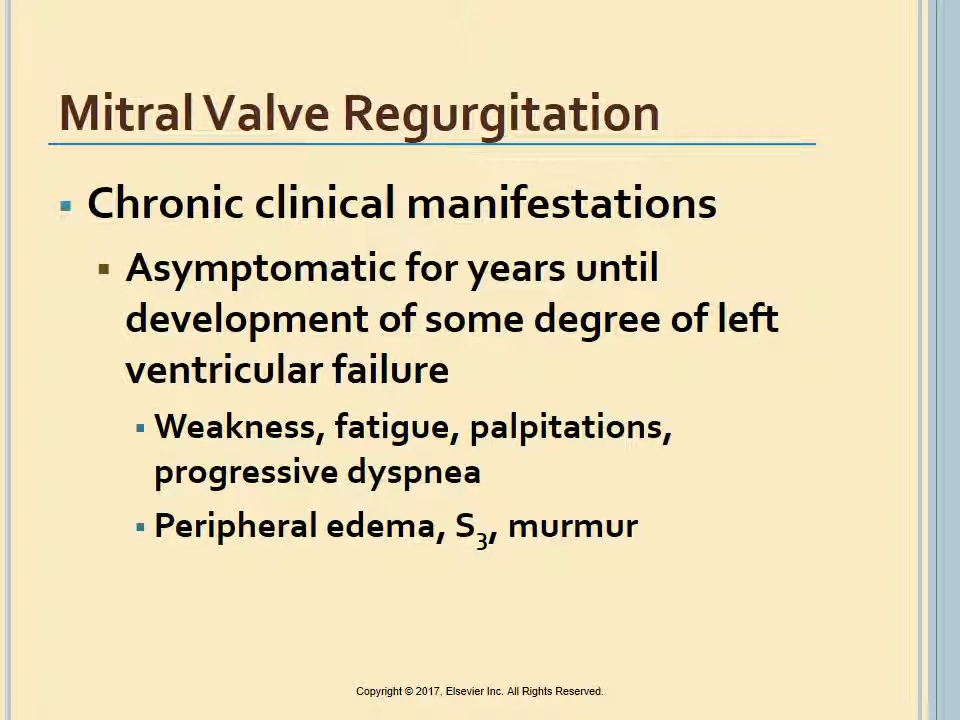 Mitral Valve Regurgitation
▪ Chronic clinical manifestations
▪ Asymptomatic for years until
development of some degree of left
ventricular failure
▪ Weakness, fatigue, palpitations,
progressive dyspnea
▪ Peripheral edema, S₃, murmur
Copyright © 2017, Elsevier Inc. All Rights Reserved.